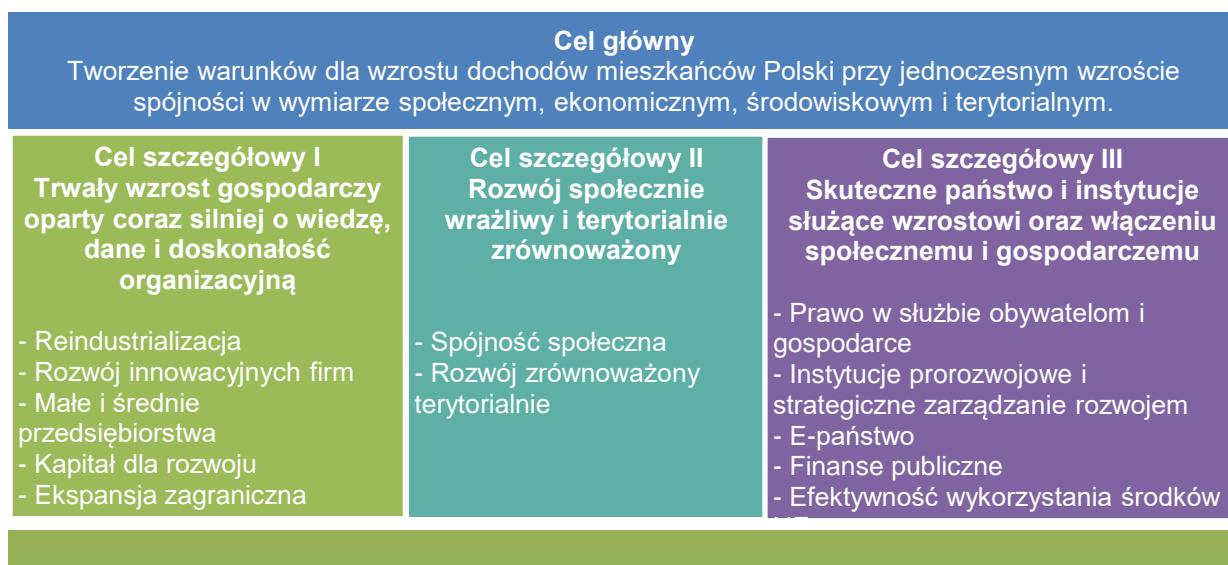 Cel główny
Tworzenie warunków dla wzrostu dochodów mieszkańców Polski przy jednoczesnym wzroście
spójności w wymiarze społecznym, ekonomicznym, środowiskowym i terytorialnym.
Cel szczegółowy I
Trwały wzrost gospodarczy
oparty coraz silniej o wiedzę,
dane i doskonałość
organizacyjną
- Reindustrializacja
- Rozwój innowacyjnych firm
- Małe i średnie
przedsiębiorstwa
- Kapitał dla rozwoju
- Ekspansja zagraniczna
Cel szczegółowy II
Rozwój społecznie
wrażliwy i terytorialnie
zrównoważony
- Spójność społeczna
- Rozwój zrównoważony
terytorialnie
Cel szczegółowy III
Skuteczne państwo i instytucje
służące wzrostowi oraz włączeniu
społecznemu i gospodarczemu
- Prawo w służbie obywatelom i
gospodarce
- Instytucje prorozwojowe i
strategiczne zarządzanie rozwojem
- E-państwo
- Finanse publiczne
- Efektywność wykorzystania środków